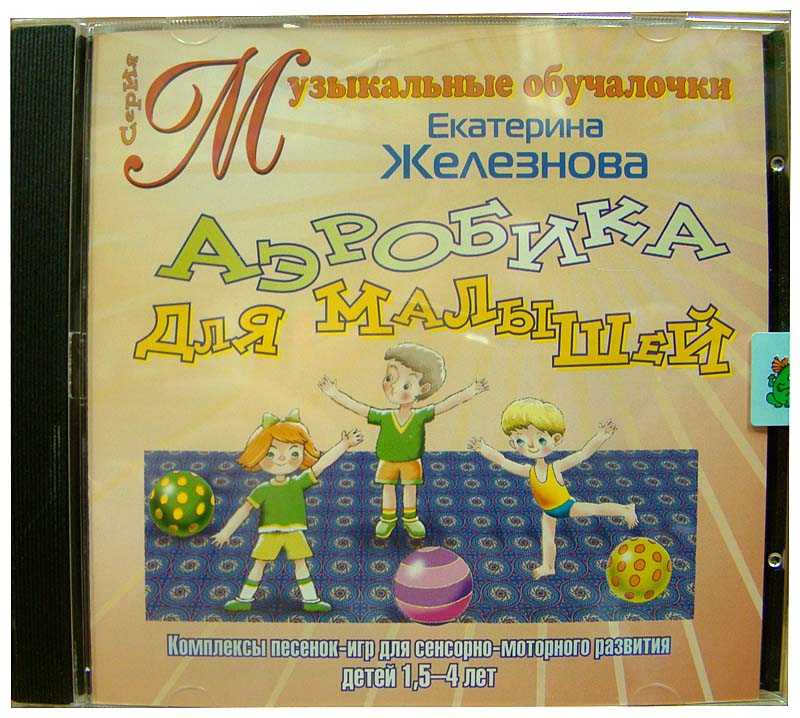 Серия
Музыкальные обучалочки
Екатерина
Железнова
Аэробика
для малышей
Комплексы песенок-игр для сенсорно-моторного развития
детей 1,5–4 лет